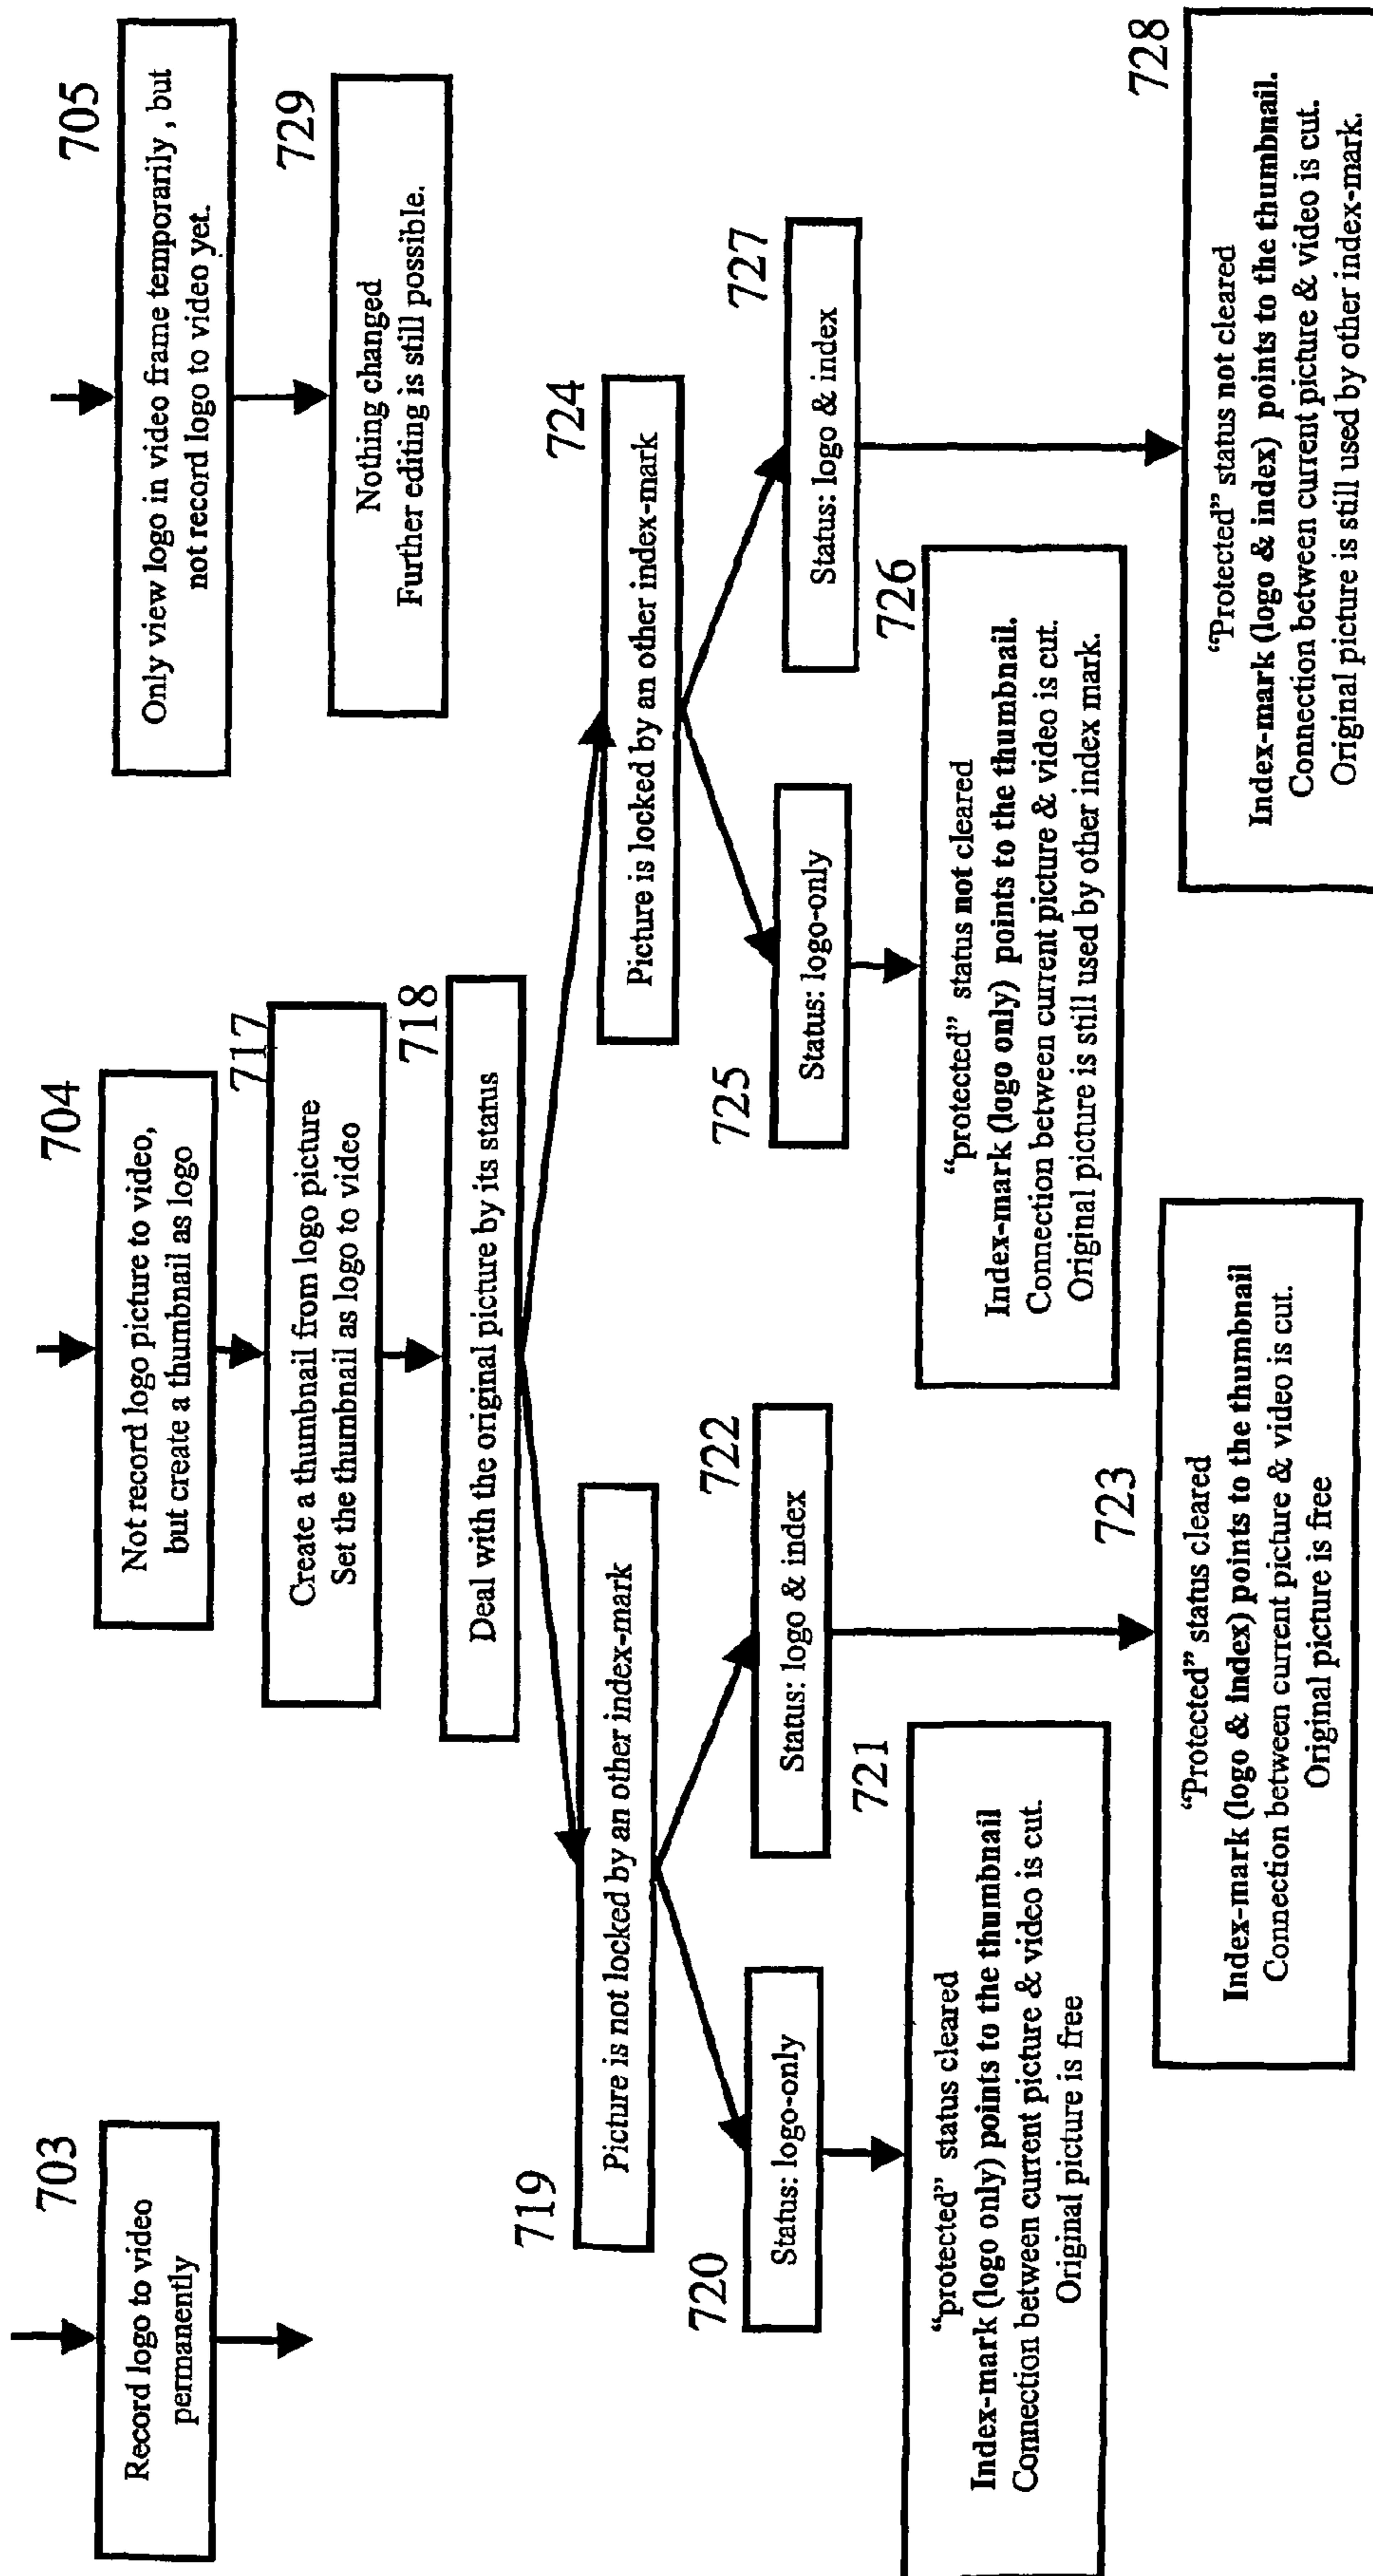 703
Record logo to video
permanently
704
Not record logo picture to video,
but create a thumbnail as logo
717
Create a thumbnail from logo picture
Set the thumbnail as logo to video
718
Deal with the original picture by its status
719
Picture is not locked by an other index-mark
720
Status: logo-only
721
“protected” status cleared
Index-mark (logo only) points to the thumbnail
Connection between current picture & video is cut.
Original picture is free
722
Status: logo & index
723
“Protected” status cleared
Index-mark (logo & index) points to the thumbnail
Connection between current picture & video is cut.
Original picture is free
724
Picture is locked by an other index-mark
725
Status: logo-only
726
“protected” status not cleared
Index-mark (logo only) points to the thumbnail.
Connection between current picture & video is cut.
Original picture is still used by other index mark.
727
Status: logo & index
728
“Protected” status not cleared
Index-mark (logo & index) points to the thumbnail.
Connection between current picture & video is cut.
Original picture is still used by other index-mark.
705
Only view logo in video frame temporarily , but
not record logo to video yet.
729
Nothing changed
Further editing is still possible.